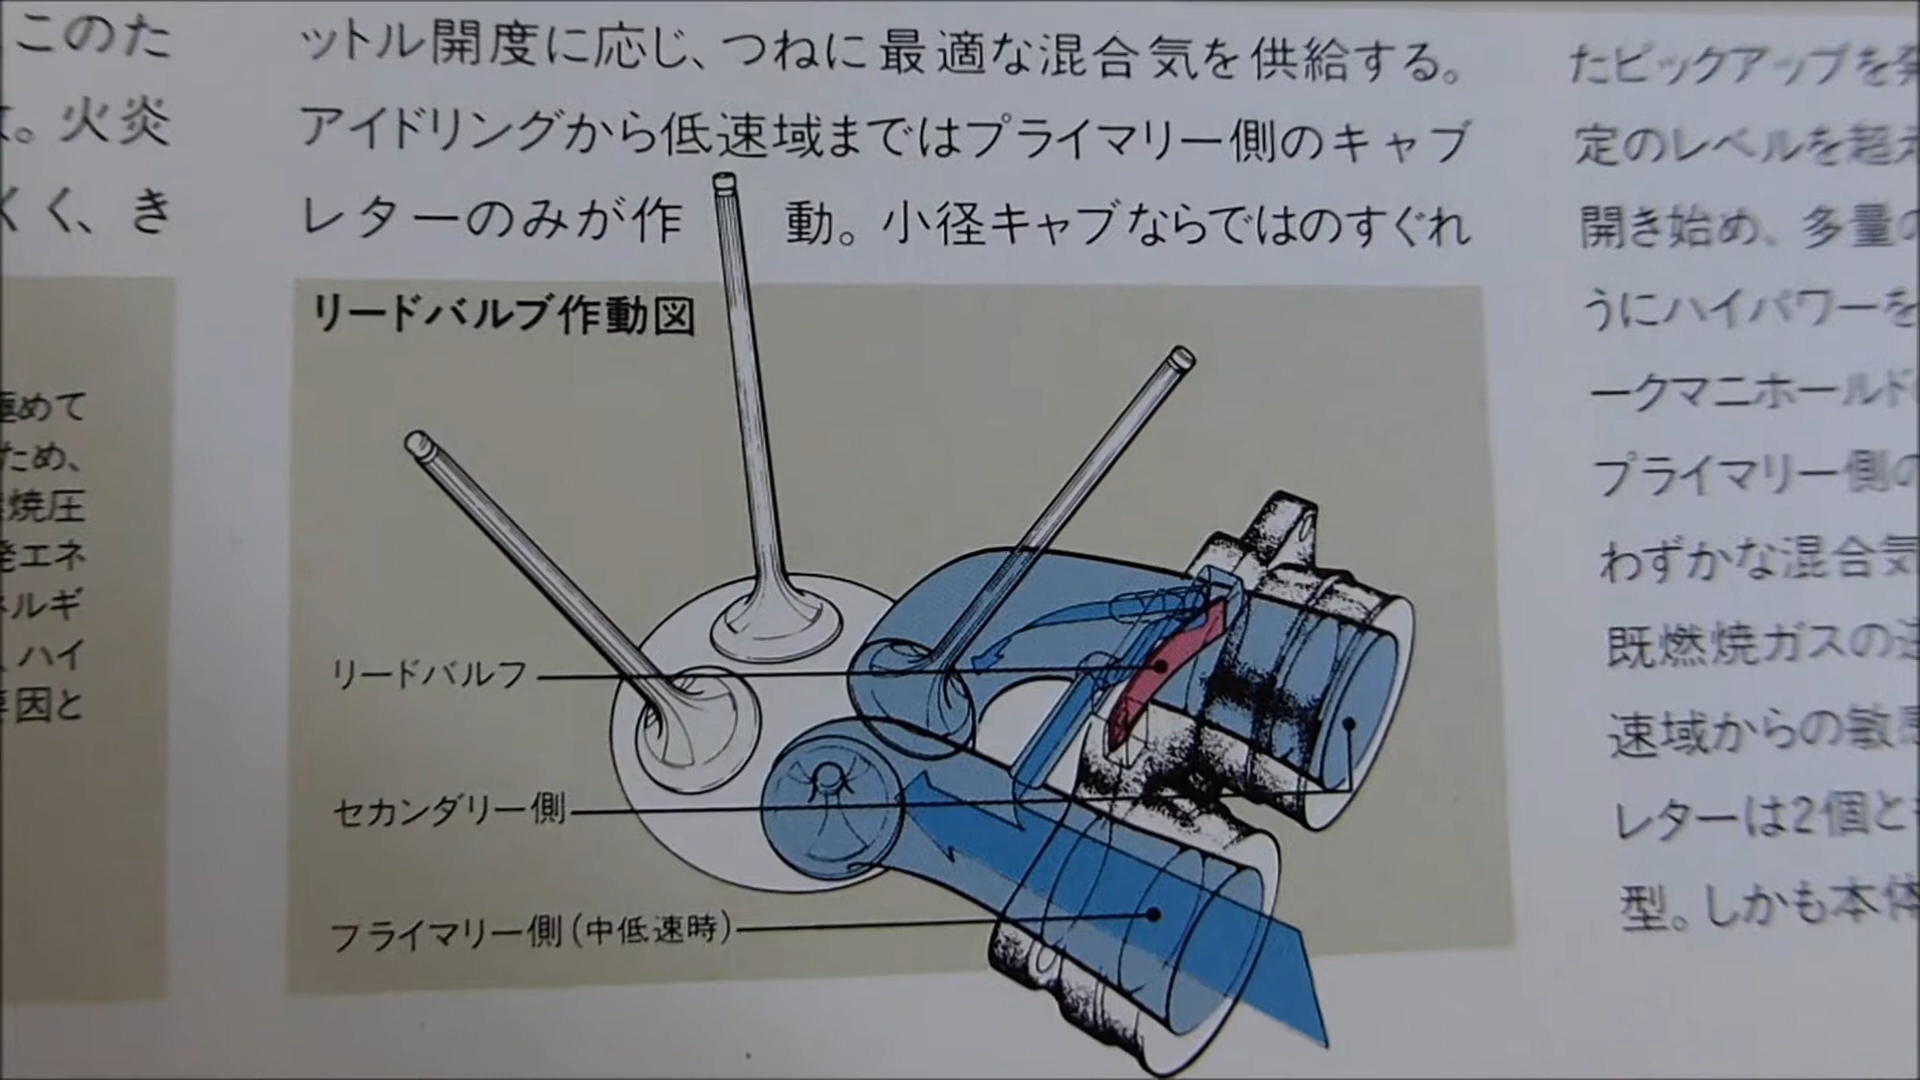 このた
。火炎
くく、き
極めて
ため、
焼圧
発エネ
ネルギ
、ハイ
要因と
ットル開度に応じ、つねに最適な混合気を供給する。
アイドリングから低速域まではプライマリー側のキャブ
レターのみが作動。小径キャブならではのすぐれ
リードバルブ作動図
リードバルブ
セカンダリー側
プライマリー側(中低速時)
たピックアップを発
定のレベルを超え
開き始め、多量の
うにハイパワーを
ークマニホールド
プライマリー側の
わずかな混合気
既燃焼ガスの
速域からの敏感
レターは2個と
型。しかも本体